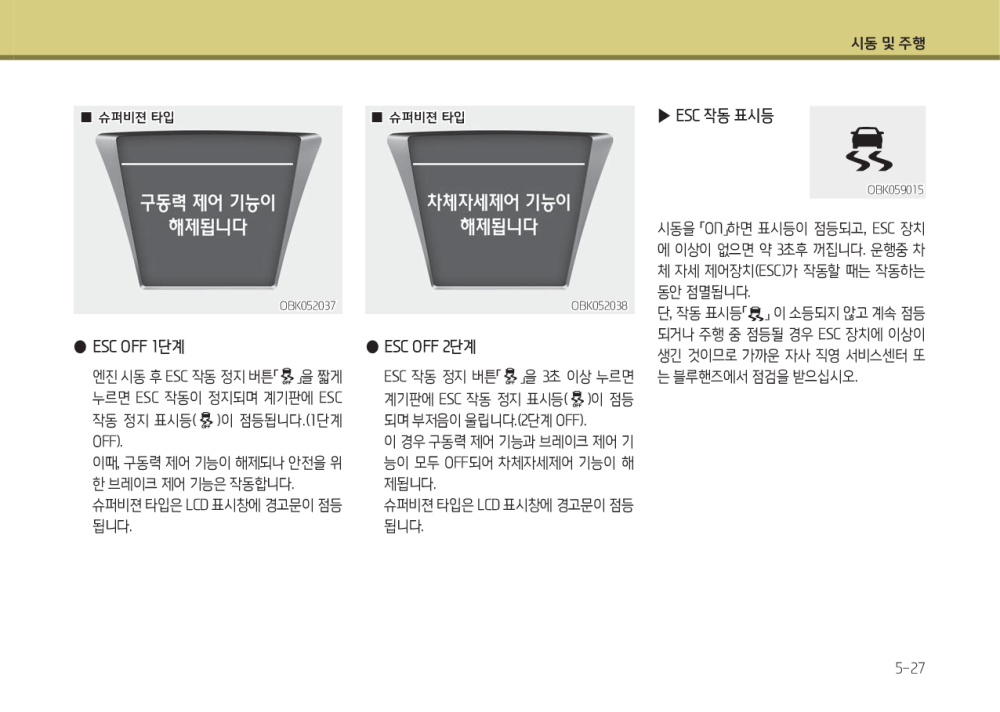 시동 및 주행
■ 슈퍼비젼 타입
구동력 제어 기능이
해제됩니다
OBK052037
● ESC OFF 1단계
엔진 시동 후 ESC 작동 정지 버튼「 」을 짧게
누르면 ESC 작동이 정지되며 계기판에 ESC
작동 정지 표시등( )이 점등됩니다.(1단계
OFF).
이때, 구동력 제어 기능이 해제되나 안전을 위
한 브레이크 제어 기능은 작동합니다.
슈퍼비젼 타입은 LCD 표시창에 경고문이 점등
됩니다.
■ 슈퍼비젼 타입
차체자세제어 기능이
해제됩니다
OBK052038
● ESC OFF 2단계
ESC 작동 정지 버튼「 」을 3초 이상 누르면
계기판에 ESC 작동 정지 표시등( )이 점등
되며 부저음이 울립니다.(2단계 OFF).
이 경우 구동력 제어 기능과 브레이크 제어 기
능이 모두 OFF되어 차체자세제어 기능이 해
제됩니다.
슈퍼비젼 타입은 LCD 표시창에 경고문이 점등
됩니다.
▶ ESC 작동 표시등
OBK059015
시동을 「ON」하면 표시등이 점등되고, ESC 장치
에 이상이 없으면 약 3초후 꺼집니다. 운행중 차
체 자세 제어장치(ESC)가 작동할 때는 작동하는
동안 점멸됩니다.
단, 작동 표시등「 」 이 소등되지 않고 계속 점등
되거나 주행 중 점등될 경우 ESC 장치에 이상이
생긴 것이므로 가까운 자사 직영 서비스센터 또
는 블루핸즈에서 점검을 받으십시오.
5-27